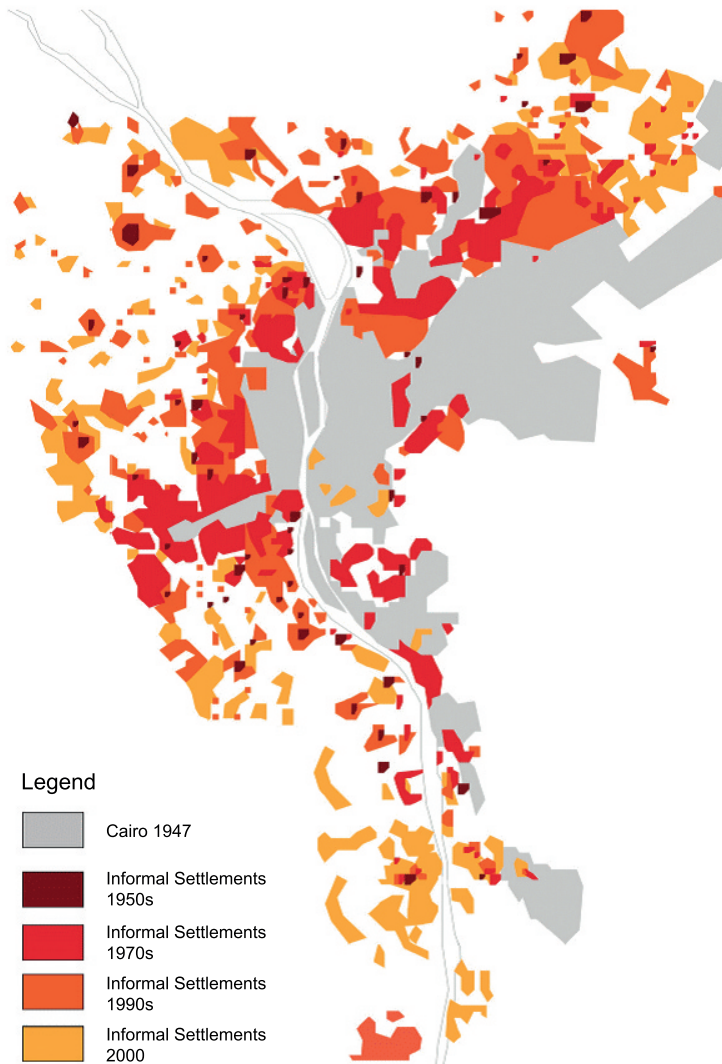 Legend
Cairo 1947
Informal Settlements
1950s
Informal Settlements
1970s
Informal Settlements
1990s
Informal Settlements
2000